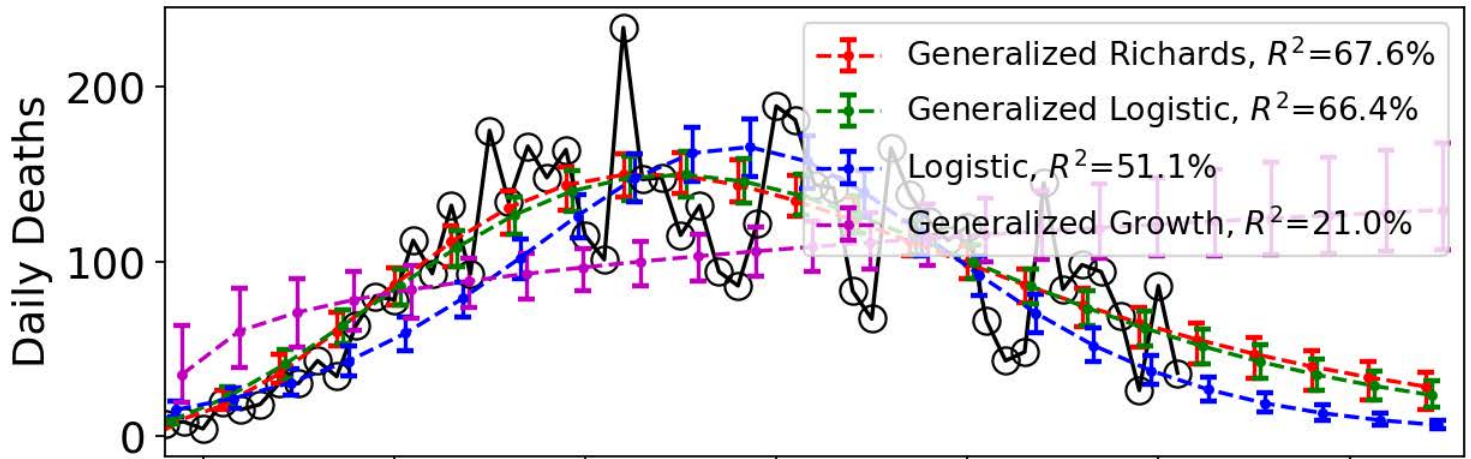 Daily Deaths
200
100
0
Generalized Richards, R²=67.6%
Generalized Logistic, R²=66.4%
Logistic, R²=51.1%
Generalized Growth, R²=21.0%